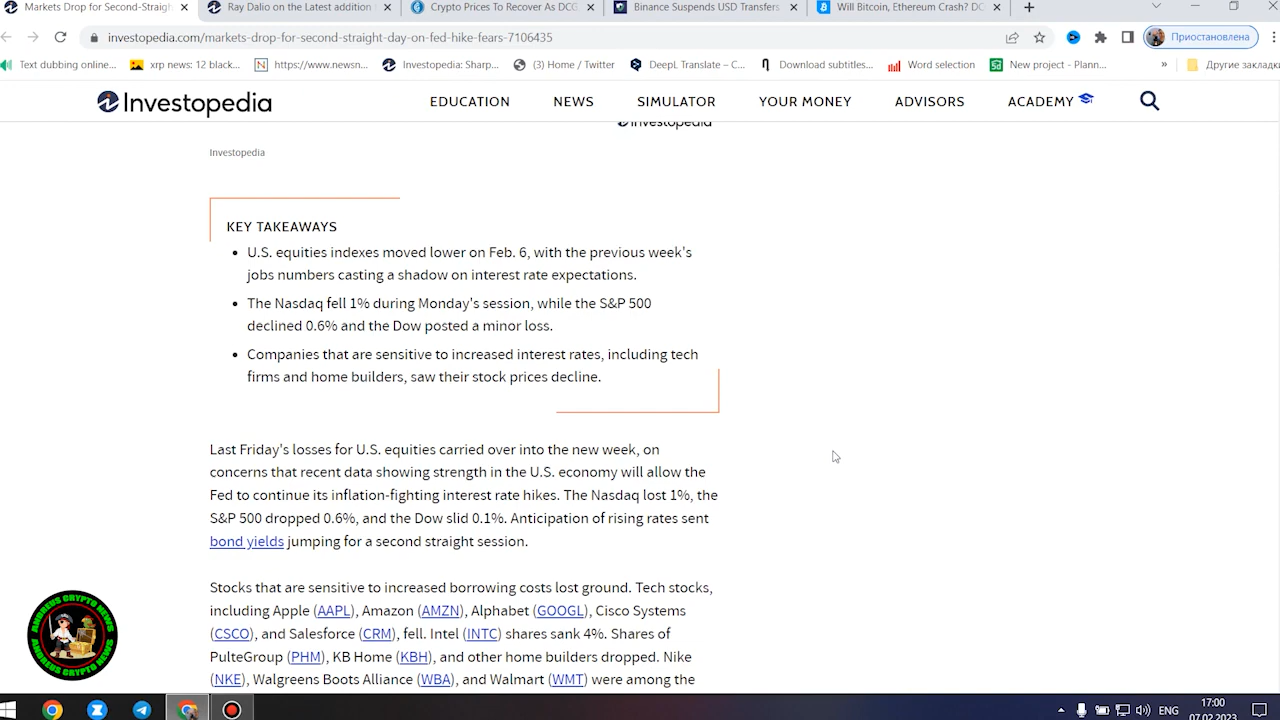 Markets Drop for Second-Straigh
Ray Dalio on the Latest addition
Crypto Prices To Recover As DCG
Binance Suspends USD Transfers
Will Bitcoin, Ethereum Crash? DC
investopedia.com/markets-drop-for-second-straight-day-on-fed-hike-fears-7106435
Приостановлена
Text dubbing online...
xrp news: 12 black...
https://www.newsn...
Investopedia: Sharp...
(3) Home / Twitter
DeepL Translate – C...
Download subtitles...
Word selection
New project - Plann...
»
Другие закладки
Investopedia
EDUCATION
NEWS
SIMULATOR
YOUR MONEY
ADVISORS
ACADEMY
Investopedia
Investopedia
KEY TAKEAWAYS
• U.S. equities indexes moved lower on Feb. 6, with the previous week's
jobs numbers casting a shadow on interest rate expectations.
• The Nasdaq fell 1% during Monday's session, while the S&P 500
declined 0.6% and the Dow posted a minor loss.
• Companies that are sensitive to increased interest rates, including tech
firms and home builders, saw their stock prices decline.
Last Friday's losses for U.S. equities carried over into the new week, on
concerns that recent data showing strength in the U.S. economy will allow the
Fed to continue its inflation-fighting interest rate hikes. The Nasdaq lost 1%, the
S&P 500 dropped 0.6%, and the Dow slid 0.1%. Anticipation of rising rates sent
bond yields jumping for a second straight session.
Stocks that are sensitive to increased borrowing costs lost ground. Tech stocks,
including Apple (AAPL), Amazon (AMZN), Alphabet (GOOGL), Cisco Systems
(CSCO), and Salesforce (CRM), fell. Intel (INTC) shares sank 4%. Shares of
PulteGroup (PHM), KB Home (KBH), and other home builders dropped. Nike
(NKE), Walgreens Boots Alliance (WBA), and Walmart (WMT) were among the
ANDREUS CRYPTO NEWS
ANDREUS CRYPTO NEWS
ENG
17:00
07.02.2023